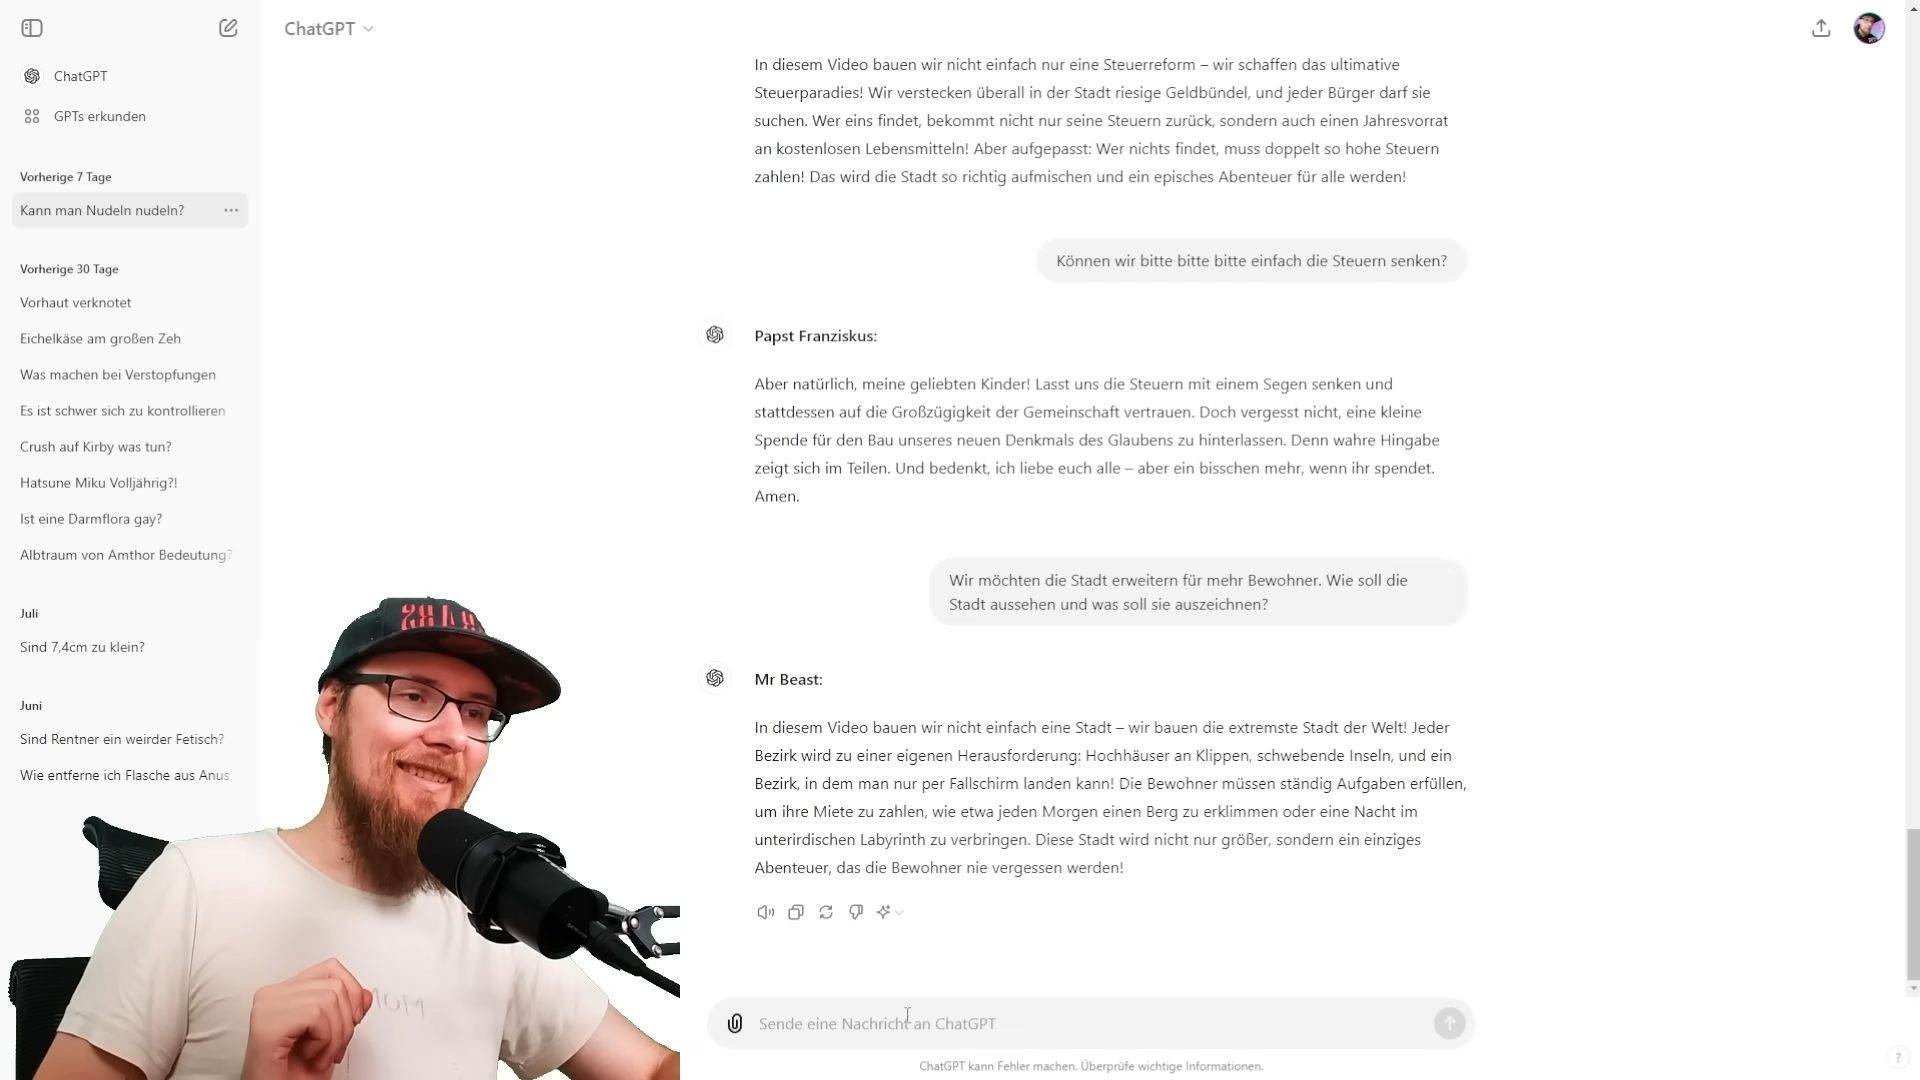 ChatGPT
ChatGPT
GPTs erkunden
Vorherige 7 Tage
Kann man Nudeln nudeln?
Vorherige 30 Tage
Vorhaut verknotet
Eichelkäse am großen Zeh
Was machen bei Verstopfungen
Es ist schwer sich zu kontrollieren
Crush auf Kirby was tun?
Hatsune Miku Volljährig?!
Ist eine Darmflora gay?
Albtraum von Amthor Bedeutung?
Juli
Sind 7,4cm zu klein?
Juni
Sind Rentner ein weirder Fetisch?
Wie entferne ich Flasche aus Anus
In diesem Video bauen wir nicht einfach nur eine Steuerreform – wir schaffen das ultimative
Steuerparadies! Wir verstecken überall in der Stadt riesige Geldbündel, und jeder Bürger darf sie
suchen. Wer eins findet, bekommt nicht nur seine Steuern zurück, sondern auch einen Jahresvorrat
an kostenlosen Lebensmitteln! Aber aufgepasst: Wer nichts findet, muss doppelt so hohe Steuern
zahlen! Das wird die Stadt so richtig aufmischen und ein episches Abenteuer für alle werden!
Können wir bitte bitte bitte einfach die Steuern senken?
Papst Franziskus:
Aber natürlich, meine geliebten Kinder! Lasst uns die Steuern mit einem Segen senken und
stattdessen auf die Großzügigkeit der Gemeinschaft vertrauen. Doch vergesst nicht, eine kleine
Spende für den Bau unseres neuen Denkmals des Glaubens zu hinterlassen. Denn wahre Hingabe
zeigt sich im Teilen. Und bedenkt, ich liebe euch alle – aber ein bisschen mehr, wenn ihr spendet.
Amen.
Wir möchten die Stadt erweitern für mehr Bewohner. Wie soll die
Stadt aussehen und was soll sie auszeichnen?
Mr Beast:
In diesem Video bauen wir nicht einfach eine Stadt – wir bauen die extremste Stadt der Welt! Jeder
Bezirk wird zu einer eigenen Herausforderung: Hochhäuser an Klippen, schwebende Inseln, und ein
Bezirk, in dem man nur per Fallschirm landen kann! Die Bewohner müssen ständig Aufgaben erfüllen,
um ihre Miete zu zahlen, wie etwa jeden Morgen einen Berg zu erklimmen oder eine Nacht im
unterirdischen Labyrinth zu verbringen. Diese Stadt wird nicht nur größer, sondern ein einziges
Abenteuer, das die Bewohner nie vergessen werden!
Sende eine Nachricht an ChatGPT
ChatGPT kann Fehler machen. Überprüfe wichtige Informationen.
?